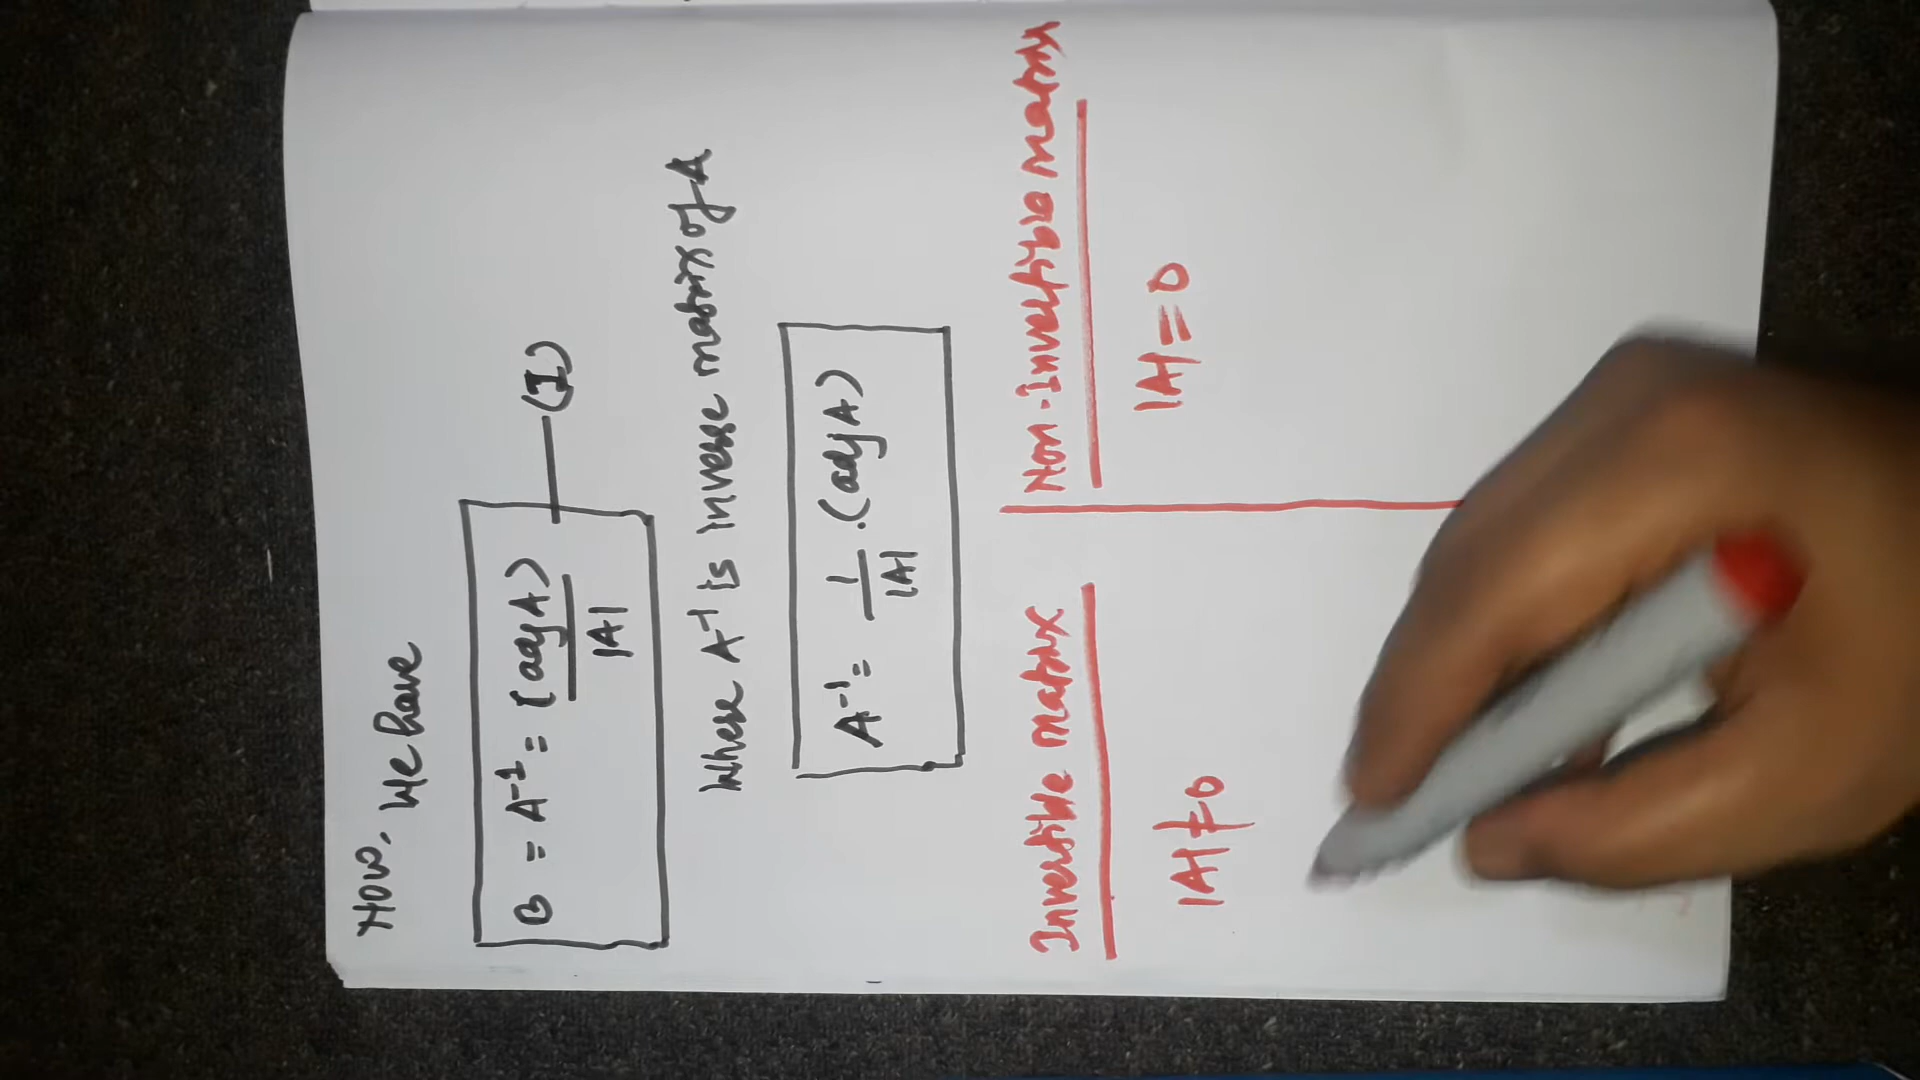 Now, We have
B = A⁻¹ = (adj A) / |A| —(I)
Where A⁻¹ is inverse matrix of A
A⁻¹ = 1/|A| .(adj A)
Invertible matrix
Non-Invertible matrix
|A| ≠ 0
|A| = 0